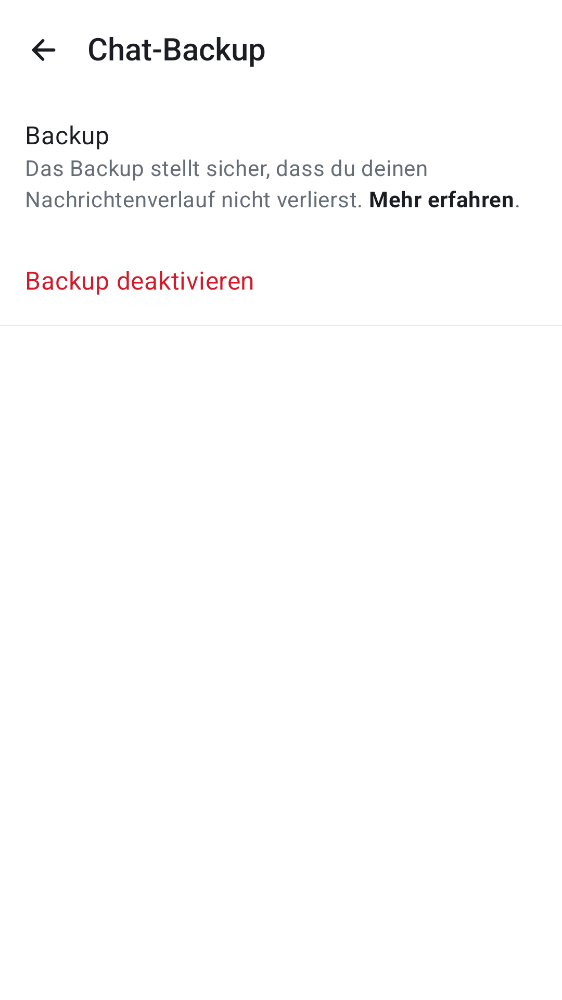 Chat-Backup
Backup
Das Backup stellt sicher, dass du deinen
Nachrichtenverlauf nicht verlierst. Mehr erfahren.
Backup deaktivieren